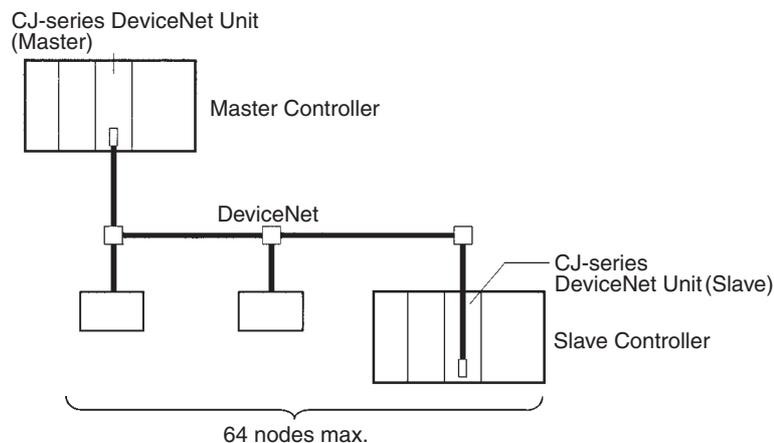 CJ-series DeviceNet Unit
(Master)
Master Controller
DeviceNet
CJ-series
DeviceNet Unit (Slave)
Slave Controller
64 nodes max.